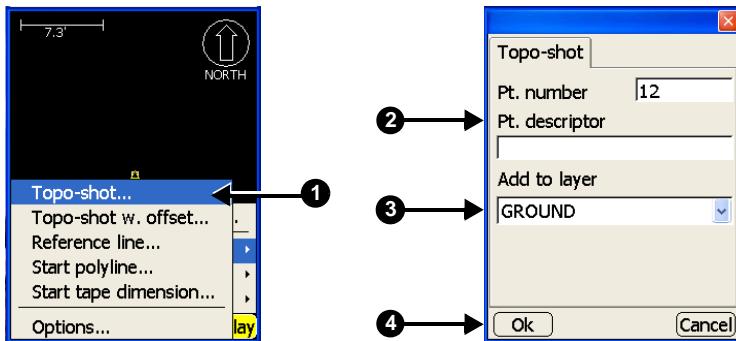 7.3'
NORTH
Topo-shot...
Topo-shot w. offset...
Reference line...
Start polyline...
Start tape dimension...
Options...
lay
1
Topo-shot
Pt. number 12
2
Pt. descriptor
Add to layer
3
GROUND
4
Ok Cancel